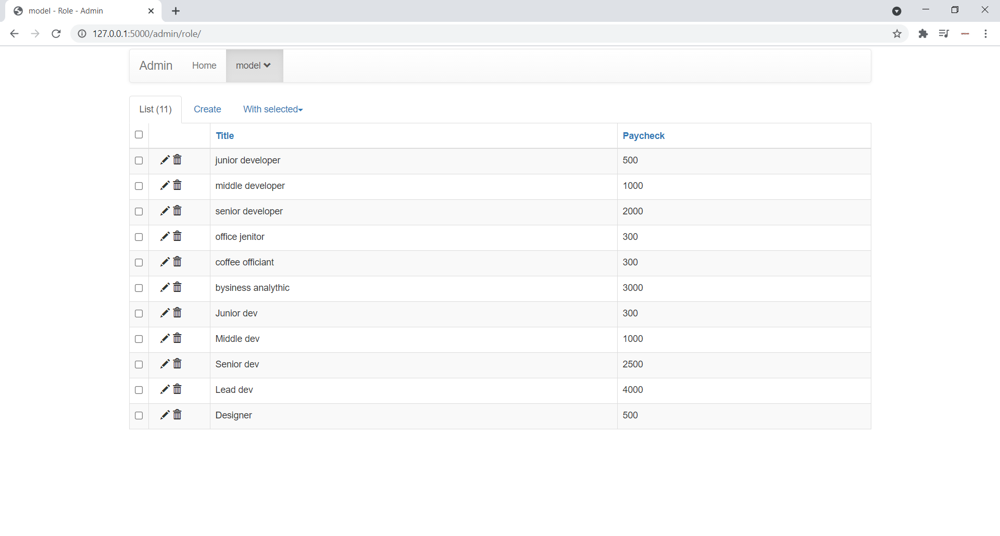 model - Role - Admin
127.0.0.1:5000/admin/role/
Admin Home model
List (11) Create With selected
Title Paycheck
junior developer 500
middle developer 1000
senior developer 2000
office jenitor 300
coffee officiant 300
bysiness analythic 3000
Junior dev 300
Middle dev 1000
Senior dev 2500
Lead dev 4000
Designer 500